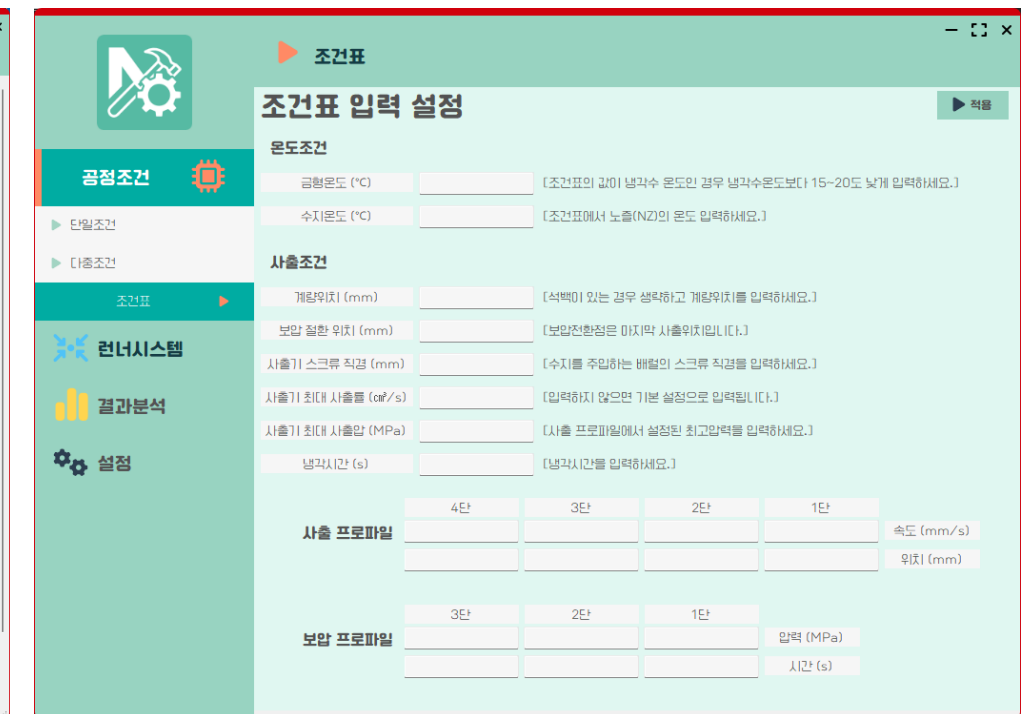 조건표
조건표 입력 설정
적용
공정조건
단일조건
다중조건
조건표
런너시스템
결과분석
설정
온도조건
금형온도 (℃) [조건표의 값이 냉각수 온도인 경우 냉각수온도보다 15~20도 낮게 입력하세요.]
수지온도 (℃) [조건표에서 노즐(NZ)의 온도 입력하세요.]
사출조건
계량위치 (mm) [석백이 있는 경우 생략하고 계량위치를 입력하세요.]
보압 절환 위치 (mm) [보압전환점은 마지막 사출위치입니다.]
사출기 스크류 직경 (mm) [수지를 주입하는 배럴의 스크류 직경을 입력하세요.]
사출기 최대 사출률 (㎤/s) [입력하지 않으면 기본 설정으로 입력됩니다.]
사출기 최대 사출압 (MPa) [사출 프로파일에서 설정된 최고압력을 입력하세요.]
냉각시간 (s) [냉각시간을 입력하세요.]
4단 3단 2단 1단
사출 프로파일 속도 (mm/s)
위치 (mm)
3단 2단 1단
보압 프로파일 압력 (MPa)
시간 (s)